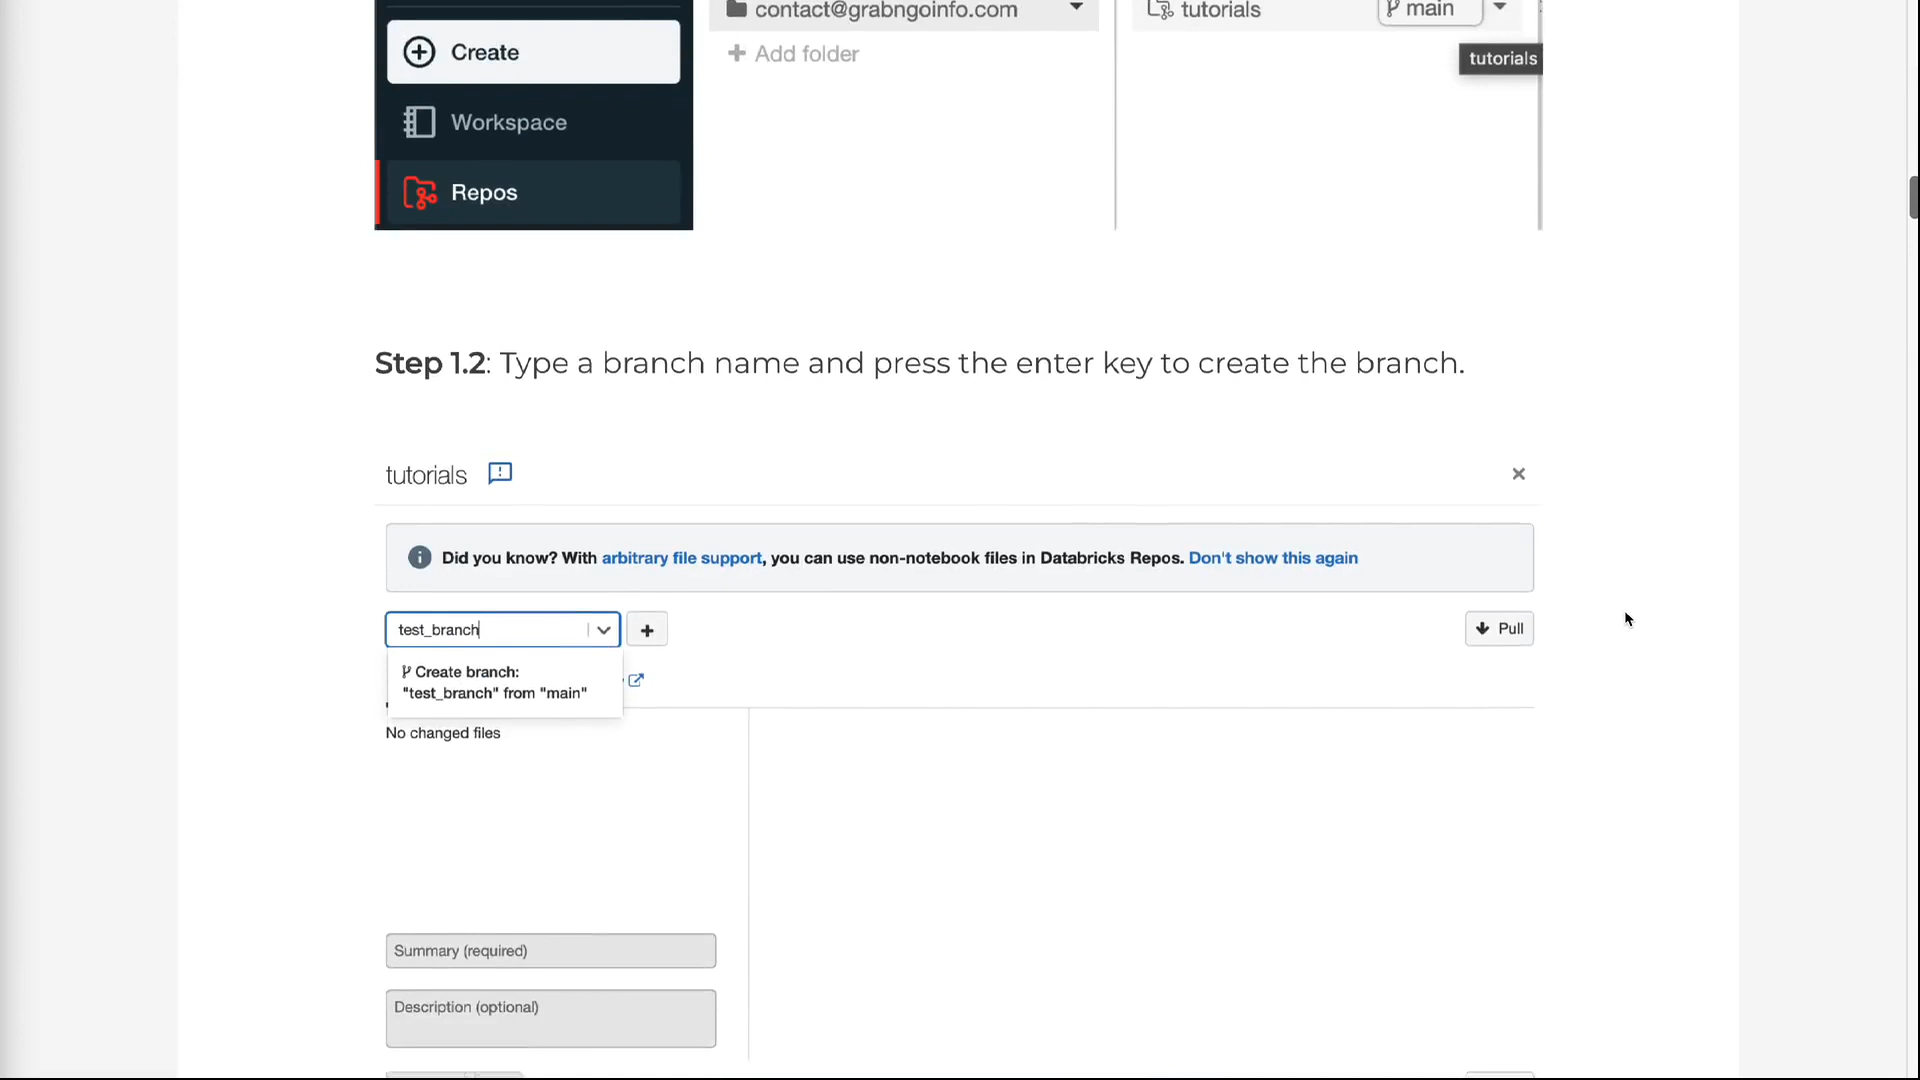 contact@grabngoinfo.com
tutorials
main
Create
Add folder
tutorials
Workspace
Repos
Step 1.2: Type a branch name and press the enter key to create the branch.
tutorials
Did you know? With arbitrary file support, you can use non-notebook files in Databricks Repos. Don't show this again
test_branch
Pull
Create branch:
"test_branch" from "main"
No changed files
Summary (required)
Description (optional)